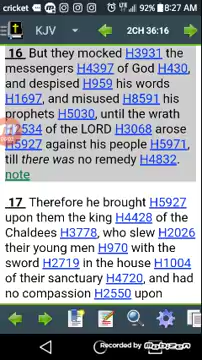 cricket 92% 8:27 AM
KJV 2CH 36:16
16 But they mocked H3931 the
messengers H4397 of God H430,
and despised H959 his words
H1697, and misused H8591 his
prophets H5030, until the wrath
H2534 of the LORD H3068 arose
H5927 against his people H5971,
till there was no remedy H4832.
note
17 Therefore he brought H5927
upon them the king H4428 of the
Chaldees H3778, who slew H2026
their young men H970 with the
sword H2719 in the house H1004
of their sanctuary H4720, and had
no compassion H2550 upon
Recorded by